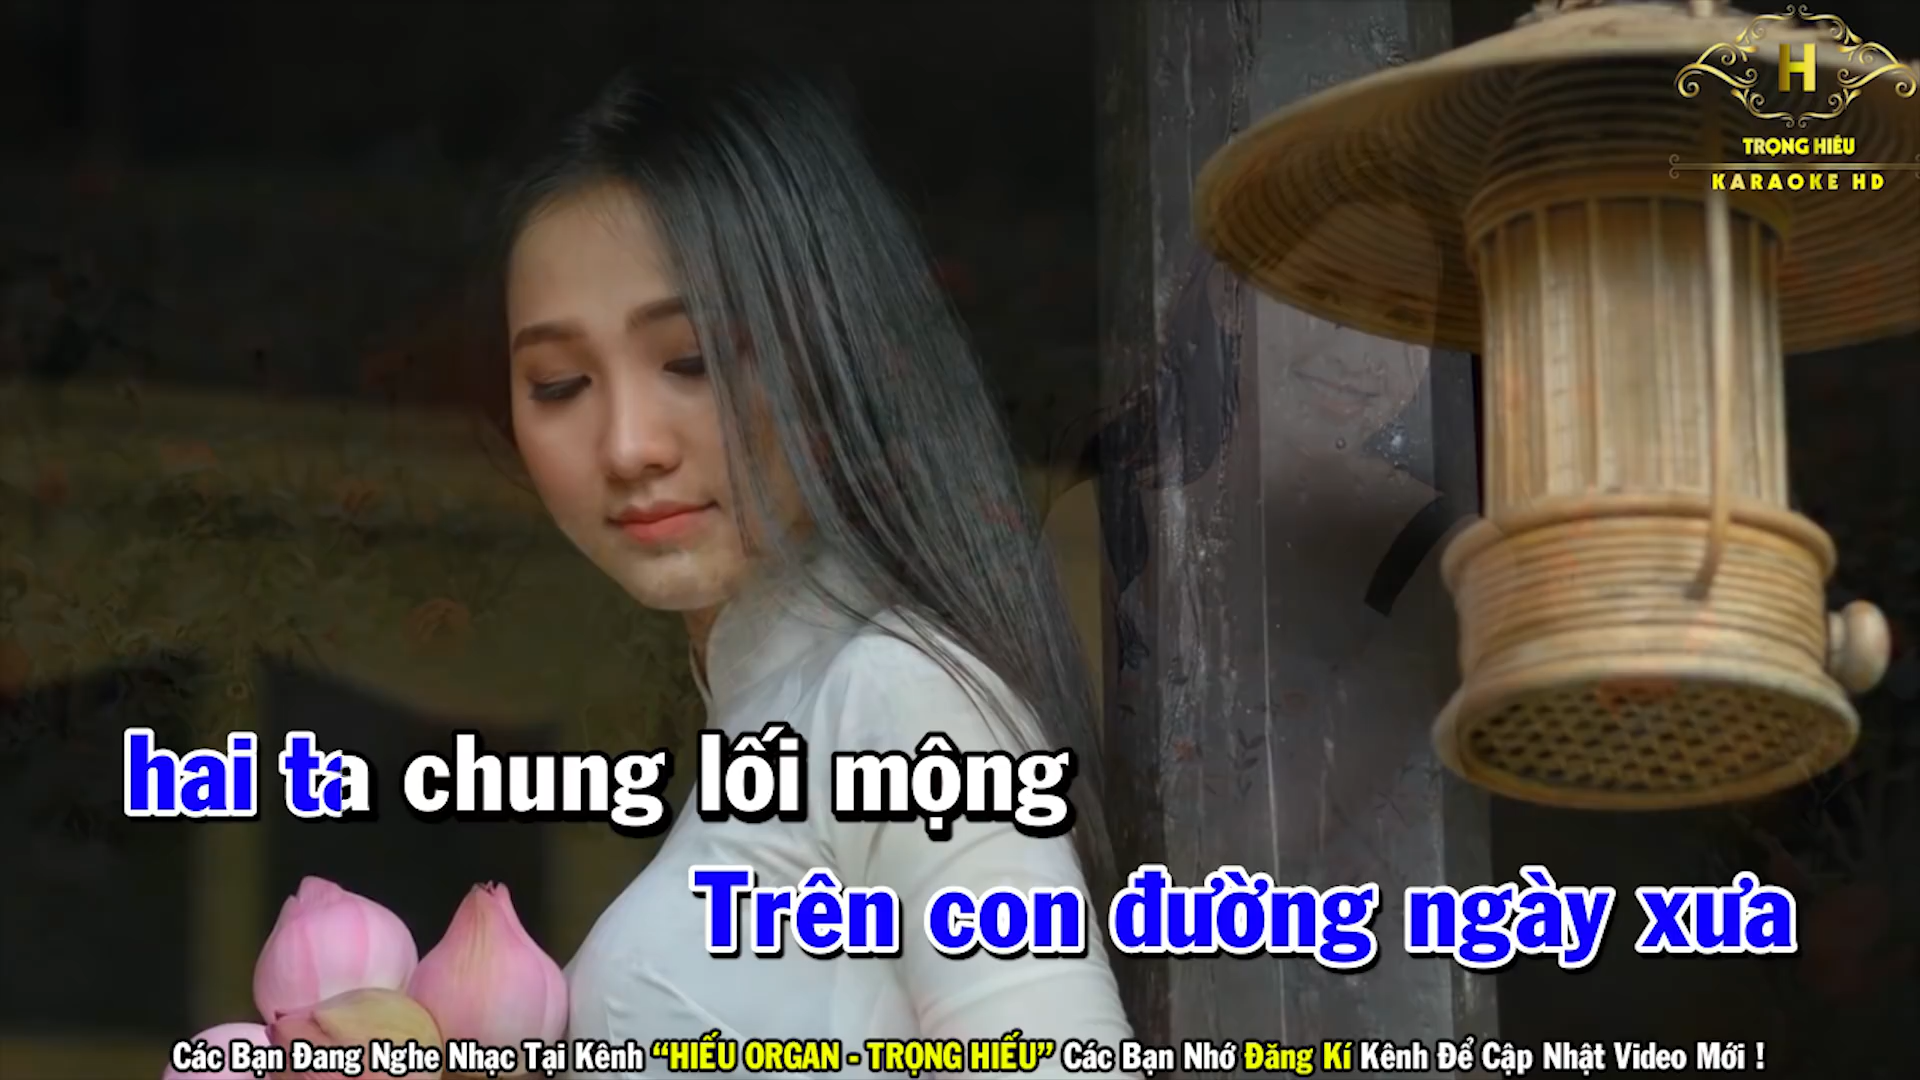 H
TRỌNG HIẾU
KARAOKE HD
hai ta chung lối mộng
Trên con đường ngày xưa
Các Bạn Đang Nghe Nhạc Tại Kênh “HIẾU ORGAN - TRỌNG HIẾU” Các Bạn Nhớ Đăng Kí Kênh Để Cập Nhật Video Mới !